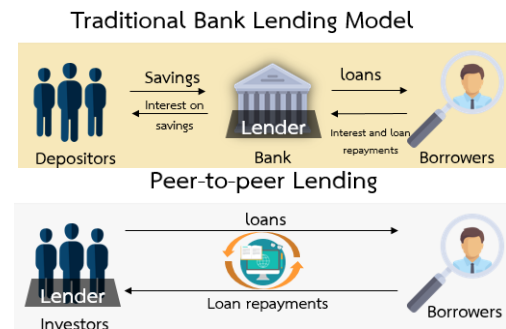 Traditional Bank Lending Model
Savings
loans
Interest on
savings
Interest and loan
repayments
Lender
Depositors
Bank
Borrowers
Peer-to-peer Lending
loans
Lender
Loan repayments
Investors
Borrowers